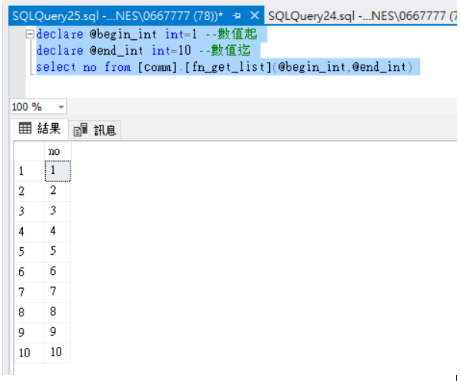 SQLQuery25.sql -...NES\0667777 (78))* SQLQuery24.sql -...NES\0667777 (7
declare @begin_int int=1 --數值起
declare @end_int int=10 --數值迄
select no from [comm].[fn_get_list](@begin_int,@end_int)
100 %
結果 訊息
no
1 1
2 2
3 3
4 4
5 5
6 6
7 7
8 8
9 9
10 10